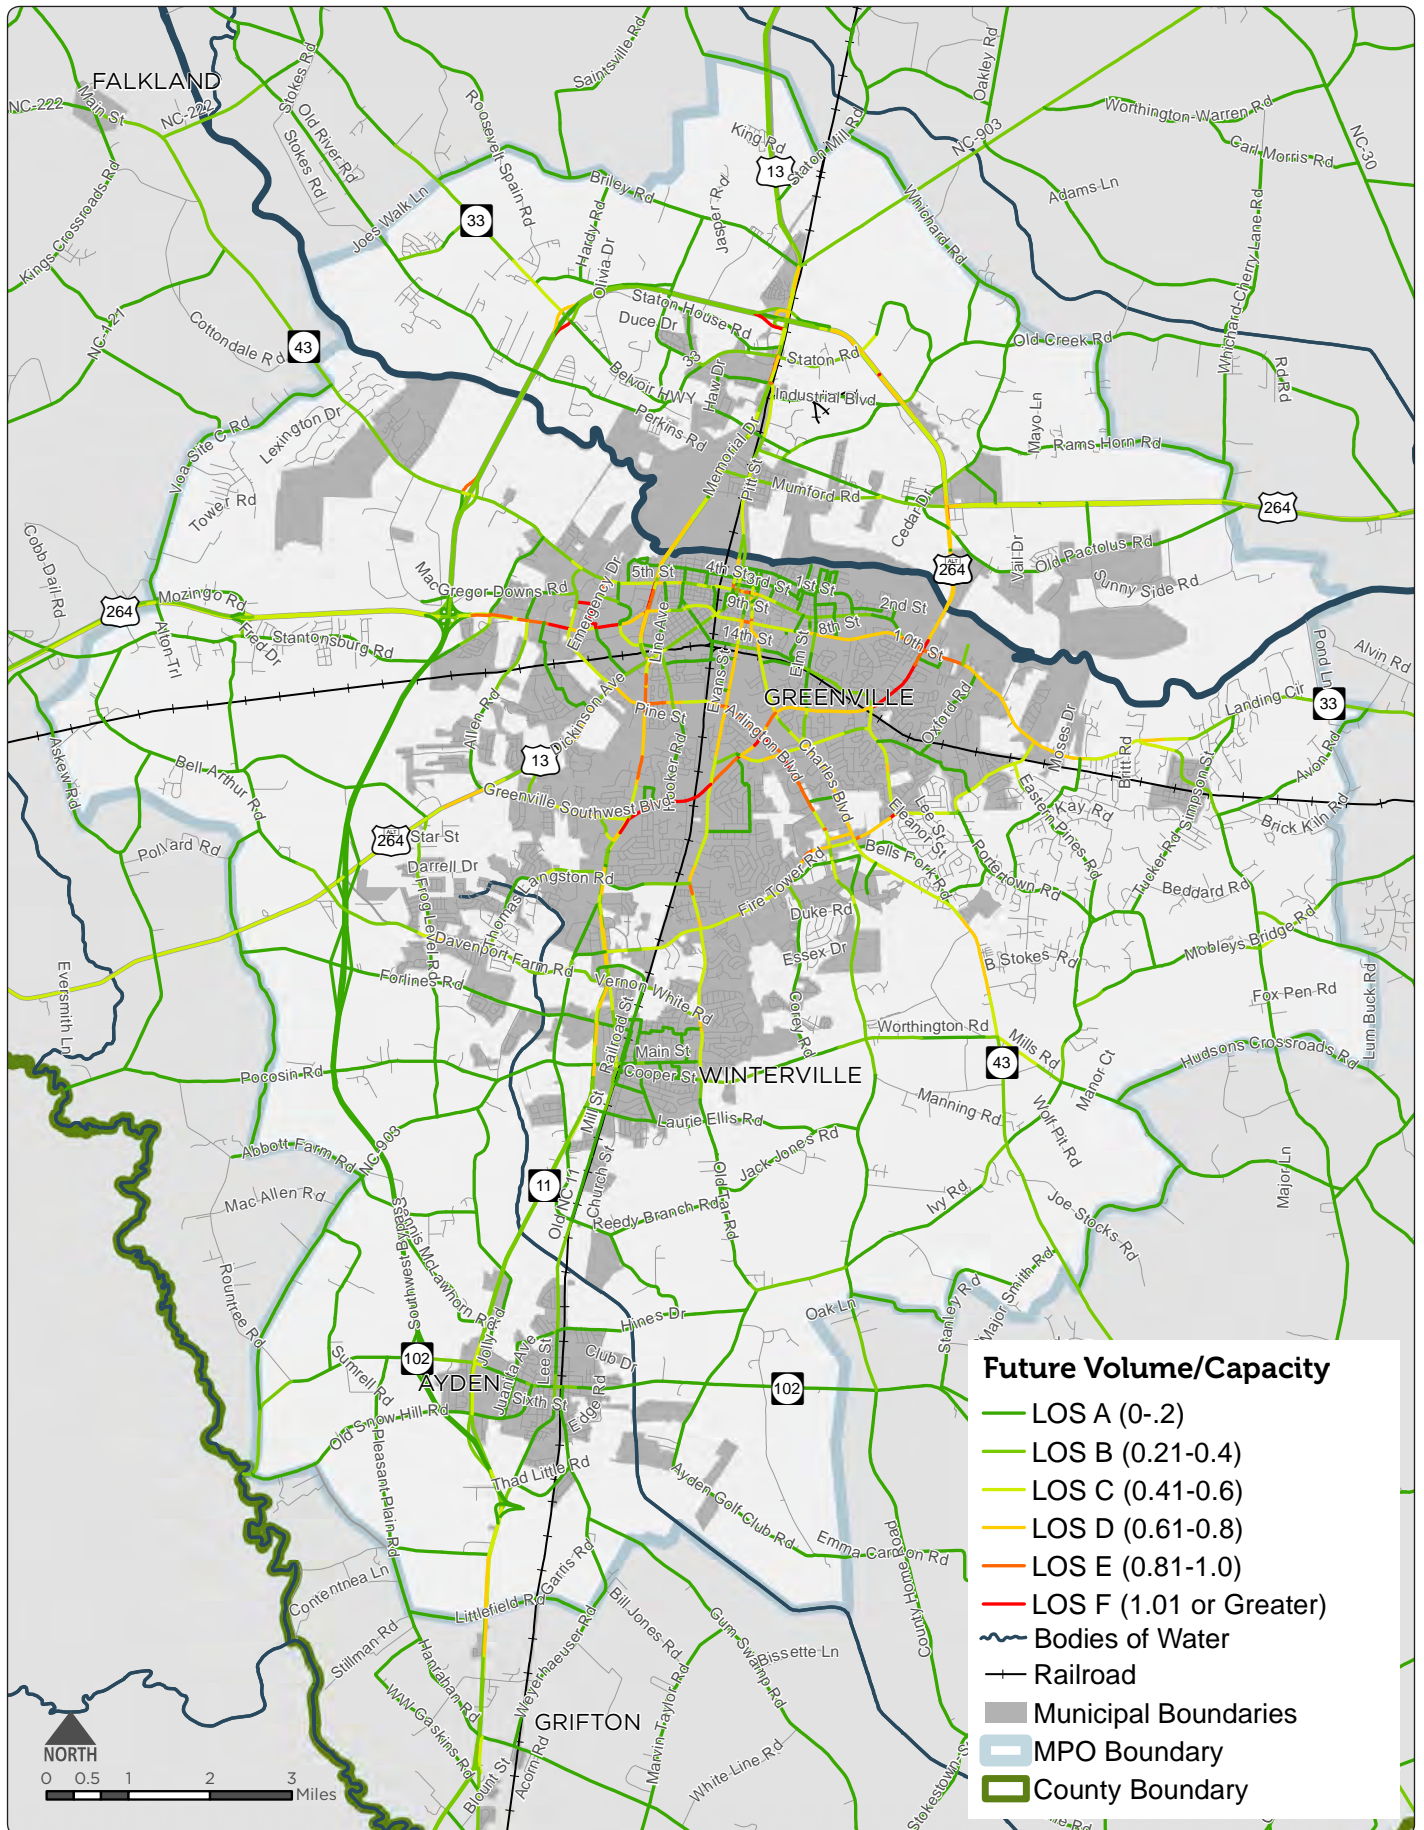 FALKLAND
NC-222
Main St
NC-222
Stokes Rd
Old River Rd
Stokes Rd
Roosevelt Spain Rd
Saintsville Rd
Oakley Rd
Worthington-Warren Rd
NC-30
Carl Morris Rd
NC-903
King Rd
13
Staton Mill Rd
Adams Ln
Whichard Rd
Whichard-Cherry Lane Rd
Kings Crossroads Rd
Joes Walk Ln
33
Briley Rd
Hardy Rd
Jasper Rd
Olivia Dr
NC-121
Cottondale Rd
43
Staton House Rd
Duce Dr
33
Staton Rd
Old Creek Rd
Belvoir HWY
Haw Dr
Industrial Blvd
Perkins Rd
Rd Rd
Voa Site C Rd
Lexington Dr
Memorial Dr
Pitt St
Mayo Ln
Rams Horn Rd
Tower Rd
Mumford Rd
Cedar Dr
264
Cobb Dail Rd
Vail Dr
Old Pactolus Rd
ALT
264
Sunny Side Rd
264
Mozingo Rd
MacGregor Downs Rd
Emergency Dr
5th St
4th St
3rd St
1st St
9th St
2nd St
8th St
14th St
10th St
Fred Dr
Alton Trl
Stantonsburg Rd
Line Ave
Elm St
Evans St
GREENVILLE
Pond Ln
Alvin Rd
33
Landing Cir
Allen Rd
Dickinson Ave
13
Pine St
Arlington Blvd
Charles Blvd
Oxford Rd
Moses Dr
Britt Rd
Avon Rd
Askew Rd
Bell Arthur Rd
Hooker Rd
Greenville Southwest Blvd
Eleanor St
Lee St
Eastern Pines Rd
Kay Rd
Tucker Rd
Simpson St
Brick Kiln Rd
ALT
264
Star St
Pollard Rd
Darrell Dr
Frog Level Rd
Thomas Langston Rd
Fire Tower Rd
Bells Fork Rd
Portertown Rd
Beddard Rd
Duke Rd
Davenport Farm Rd
Essex Dr
B Stokes Rd
Mobleys Bridge Rd
Forlines Rd
Vernon White Rd
Corey Rd
Fox Pen Rd
Lum Buck Rd
Eversmith Ln
Railroad St
Worthington Rd
Mills Rd
Main St
Cooper St
WINTERVILLE
43
Hudsons Crossroads Rd
Manor Ct
Pocosin Rd
Mill St
Laurie Ellis Rd
Manning Rd
Wolf Pit Rd
Abbott Farm Rd
NC-903
Jack Jones Rd
Mac Allen Rd
Old NC 11
11
Church St
Old Tar Rd
Ivy Rd
Major Ln
Reedy Branch Rd
Joe Stocks Rd
Southwest Bypass
Dennis McLawhorn Rd
Rountree Rd
Major Smith Rd
Stanley Rd
Oak Ln
Jolly Rd
Hines Dr
Juanita Ave
Lee St
Club Dr
Sumrell Rd
102
AYDEN
102
Sixth St
Edge Rd
Old Snow Hill Rd
Pleasant Plain Rd
Thad Little Rd
Ayden Golf Club Rd
County Home Road
Emma Cannon Rd
Contentnea Ln
Garris Rd
Littlefield Rd
Bill Jones Rd
Gum Swamp Rd
Bissette Ln
Stillman Rd
Hanrahan Rd
Weyerhaeuser Rd
WW Gaskins Rd
GRIFTON
Marvin Taylor Rd
Blount St
Acorn Rd
White Line Rd
Stokestown-S
Future Volume/Capacity
LOS A (0-.2)
LOS B (0.21-0.4)
LOS C (0.41-0.6)
LOS D (0.61-0.8)
LOS E (0.81-1.0)
LOS F (1.01 or Greater)
Bodies of Water
Railroad
Municipal Boundaries
MPO Boundary
County Boundary
NORTH
0 0.5 1 2 3
Miles